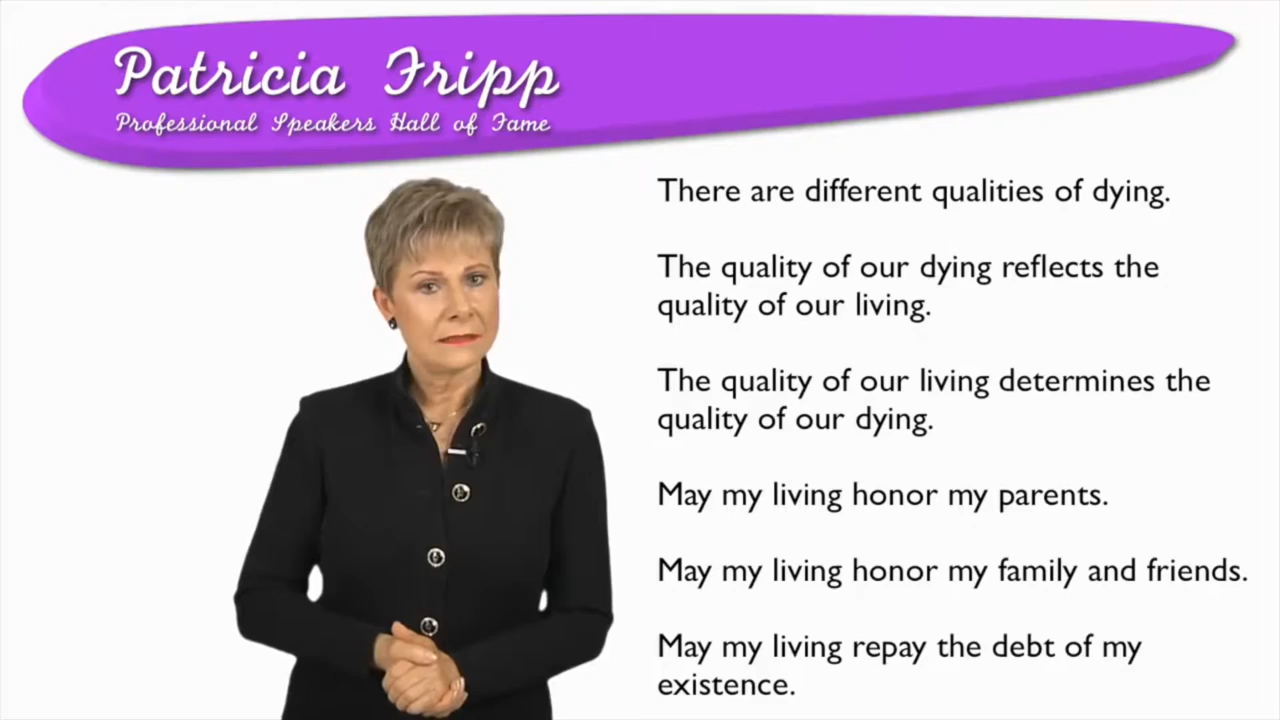 Patricia Fripp
Professional Speakers Hall of Fame
There are different qualities of dying.
The quality of our dying reflects the
quality of our living.
The quality of our living determines the
quality of our dying.
May my living honor my parents.
May my living honor my family and friends.
May my living repay the debt of my
existence.